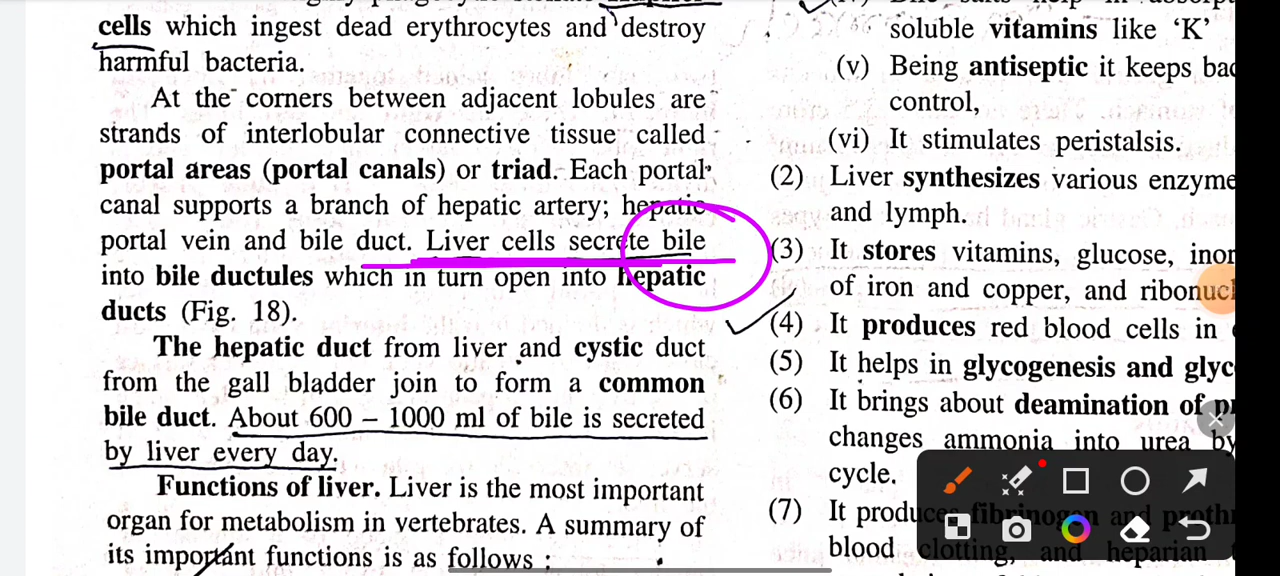 cells which ingest dead erythrocytes and destroy
harmful bacteria.
At the corners between adjacent lobules are
strands of interlobular connective tissue called
portal areas (portal canals) or triad. Each portal
canal supports a branch of hepatic artery; hepatic
portal vein and bile duct. Liver cells secrete bile
into bile ductules which in turn open into hepatic
ducts (Fig. 18).
The hepatic duct from liver and cystic duct
from the gall bladder join to form a common
bile duct. About 600 – 1000 ml of bile is secreted
by liver every day.
Functions of liver. Liver is the most important
organ for metabolism in vertebrates. A summary of
its important functions is as follows :
soluble vitamins like ‘K’
(v) Being antiseptic it keeps
control,
(vi) It stimulates peristalsis.
(2) Liver synthesizes various enzyme
and lymph.
(3) It stores vitamins, glucose, inor
of iron and copper, and ribonucl
(4) It produces red blood cells in
(5) It helps in glycogenesis and glyc
(6) It brings about deamination of
changes ammonia into urea by
cycle.
(7) It produces fibrinogen and proth
blood clotting, and heparin